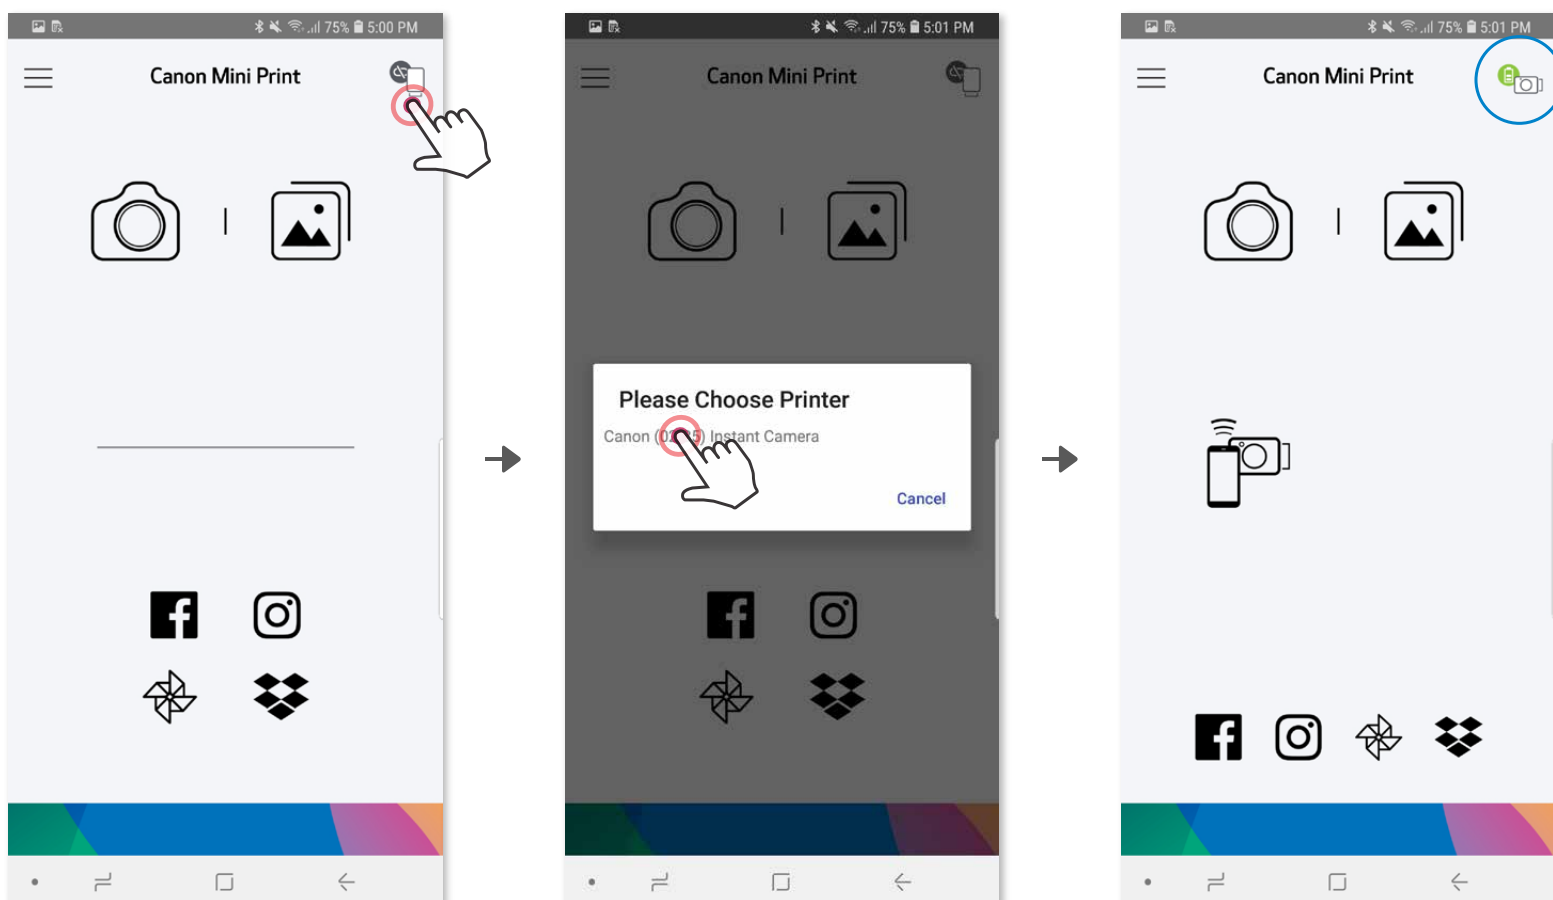 75% 5:00 PM
Canon Mini Print
75% 5:01 PM
Canon Mini Print
Please Choose Printer
Canon Instant Camera
Cancel
75% 5:01 PM
Canon Mini Print